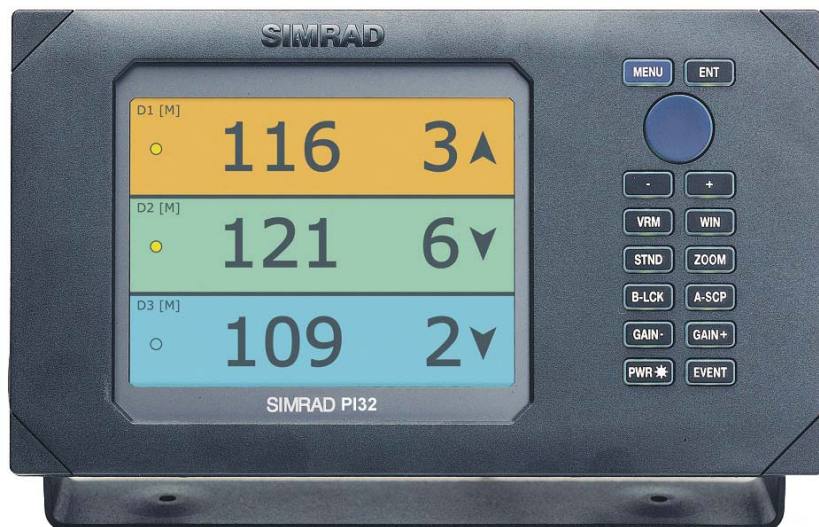 SIMRAD
D1 [M]
116 3
D2 [M]
121 6
D3 [M]
109 2
SIMRAD PI32
MENU ENT
- +
VRM WIN
STND ZOOM
B-LCK A-SCP
GAIN- GAIN+
PWR EVENT